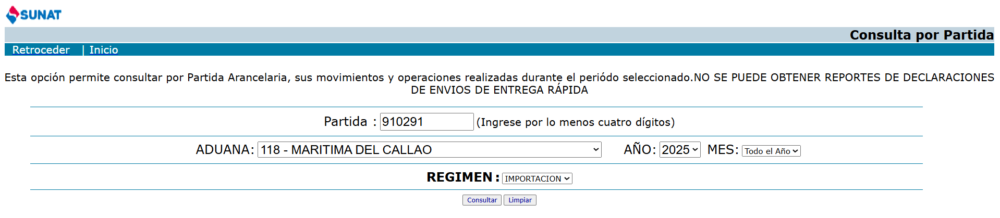 SUNAT
Consulta por Partida
Retroceder | Inicio
Esta opción permite consultar por Partida Arancelaria, sus movimientos y operaciones realizadas durante el periódo seleccionado.NO SE PUEDE OBTENER REPORTES DE DECLARACIONES
DE ENVIOS DE ENTREGA RÁPIDA
Partida : 910291 (Ingrese por lo menos cuatro dígitos)
ADUANA: 118 - MARITIMA DEL CALLAO AÑO: 2025 MES: Todo el Año
REGIMEN : IMPORTACION
Consultar Limpiar